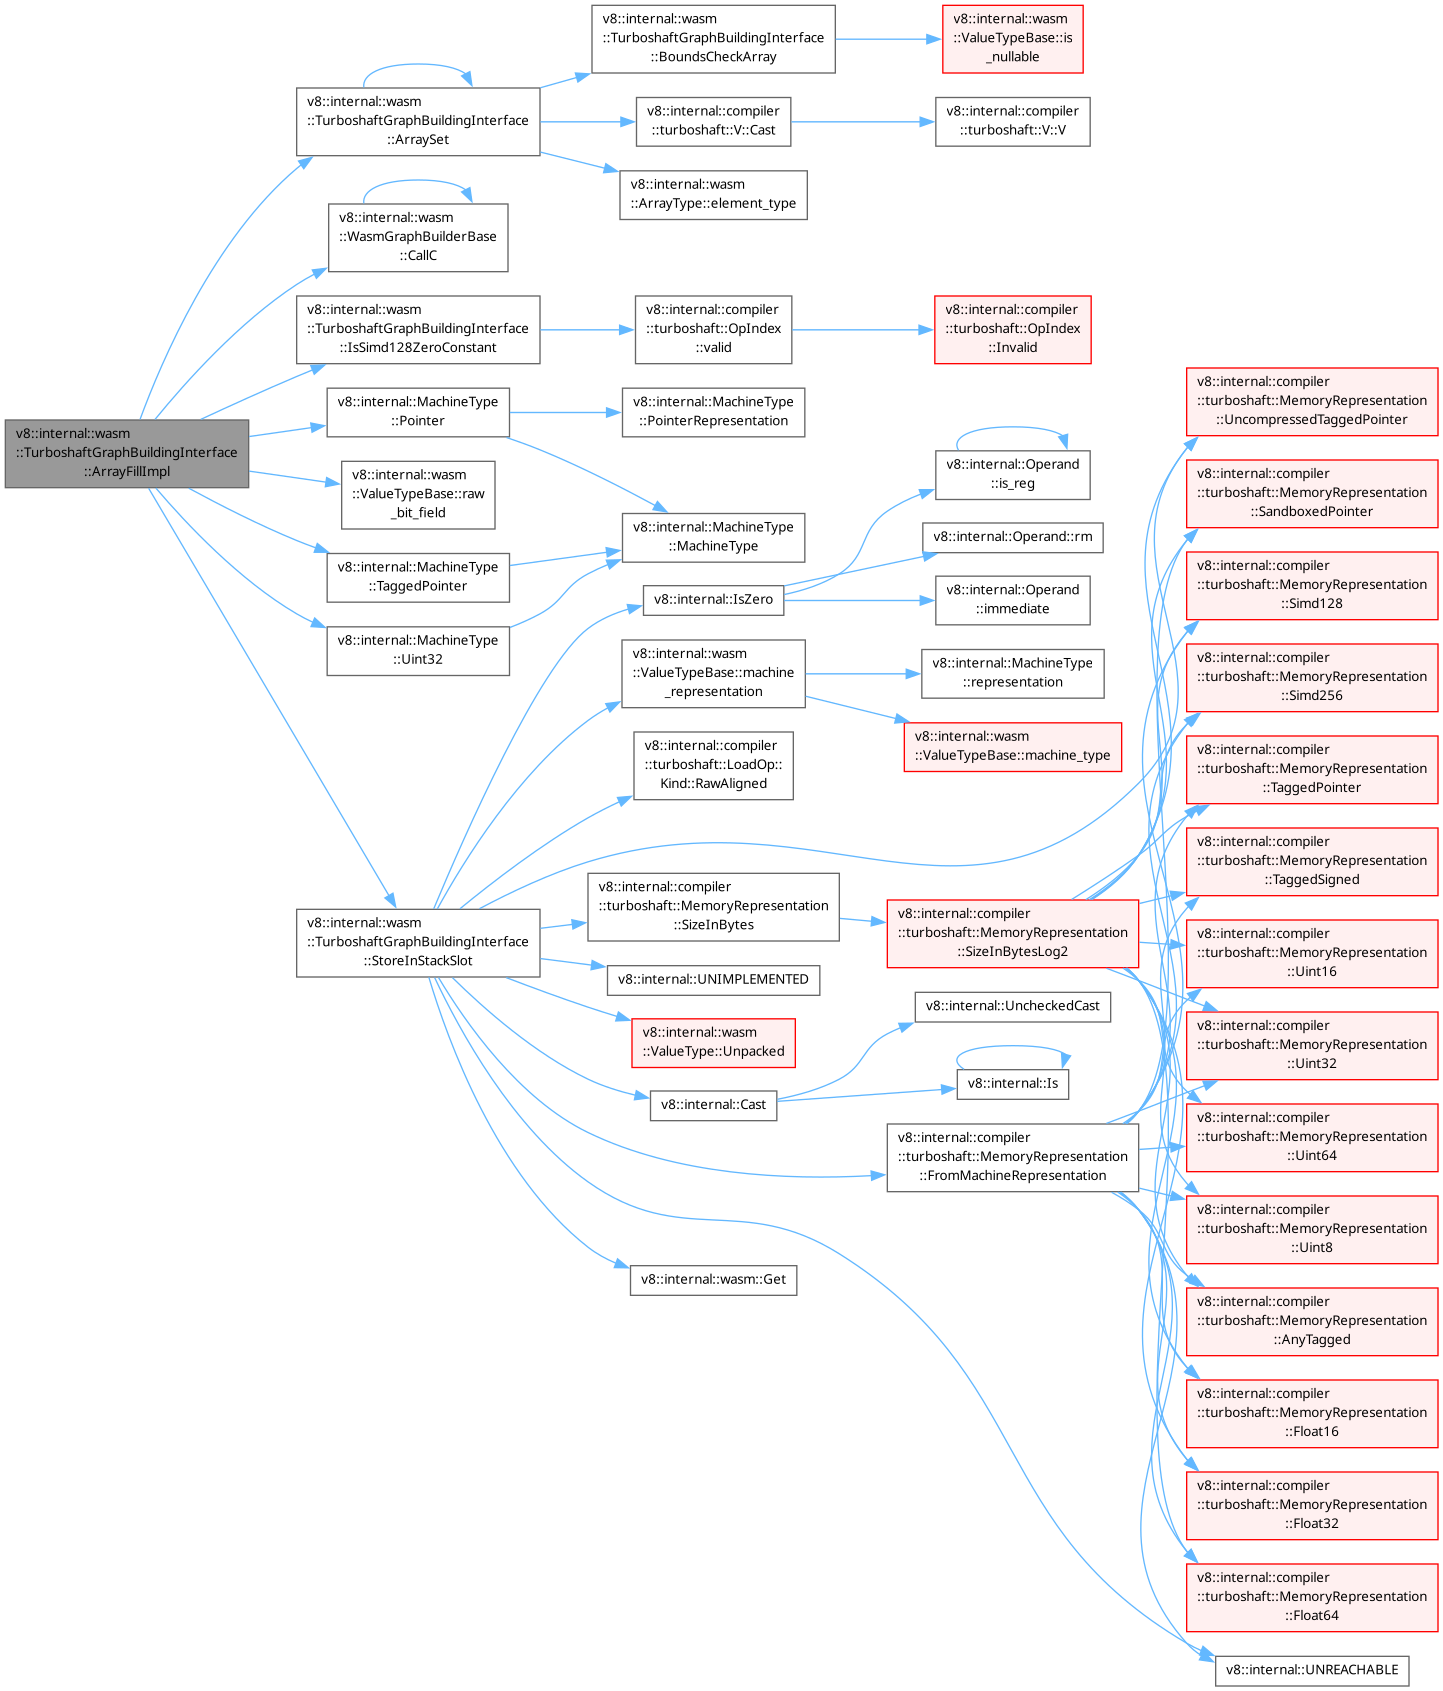 v8::internal::wasm
::TurboshaftGraphBuildingInterface
::ArrayFillImpl
v8::internal::wasm
::TurboshaftGraphBuildingInterface
::ArraySet
v8::internal::wasm
::WasmGraphBuilderBase
::CallC
v8::internal::wasm
::TurboshaftGraphBuildingInterface
::IsSimd128ZeroConstant
v8::internal::MachineType
::Pointer
v8::internal::wasm
::ValueTypeBase::raw
_bit_field
v8::internal::MachineType
::TaggedPointer
v8::internal::MachineType
::Uint32
v8::internal::wasm
::TurboshaftGraphBuildingInterface
::StoreInStackSlot
v8::internal::wasm
::TurboshaftGraphBuildingInterface
::BoundsCheckArray
v8::internal::compiler
::turboshaft::V::Cast
v8::internal::wasm
::ArrayType::element_type
v8::internal::compiler
::turboshaft::OpIndex
::valid
v8::internal::MachineType
::PointerRepresentation
v8::internal::MachineType
::MachineType
v8::internal::IsZero
v8::internal::wasm
::ValueTypeBase::machine
_representation
v8::internal::compiler
::turboshaft::LoadOp::
Kind::RawAligned
v8::internal::compiler
::turboshaft::MemoryRepresentation
::SizeInBytes
v8::internal::UNIMPLEMENTED
v8::internal::wasm
::ValueType::Unpacked
v8::internal::Cast
v8::internal::wasm::Get
v8::internal::wasm
::ValueTypeBase::is
_nullable
v8::internal::compiler
::turboshaft::V::V
v8::internal::compiler
::turboshaft::OpIndex
::Invalid
v8::internal::Operand
::is_reg
v8::internal::Operand::rm
v8::internal::Operand
::immediate
v8::internal::MachineType
::representation
v8::internal::wasm
::ValueTypeBase::machine_type
v8::internal::compiler
::turboshaft::MemoryRepresentation
::SizeInBytesLog2
v8::internal::UncheckedCast
v8::internal::Is
v8::internal::compiler
::turboshaft::MemoryRepresentation
::FromMachineRepresentation
v8::internal::compiler
::turboshaft::MemoryRepresentation
::UncompressedTaggedPointer
v8::internal::compiler
::turboshaft::MemoryRepresentation
::SandboxedPointer
v8::internal::compiler
::turboshaft::MemoryRepresentation
::Simd128
v8::internal::compiler
::turboshaft::MemoryRepresentation
::Simd256
v8::internal::compiler
::turboshaft::MemoryRepresentation
::TaggedPointer
v8::internal::compiler
::turboshaft::MemoryRepresentation
::TaggedSigned
v8::internal::compiler
::turboshaft::MemoryRepresentation
::Uint16
v8::internal::compiler
::turboshaft::MemoryRepresentation
::Uint32
v8::internal::compiler
::turboshaft::MemoryRepresentation
::Uint64
v8::internal::compiler
::turboshaft::MemoryRepresentation
::Uint8
v8::internal::compiler
::turboshaft::MemoryRepresentation
::AnyTagged
v8::internal::compiler
::turboshaft::MemoryRepresentation
::Float16
v8::internal::compiler
::turboshaft::MemoryRepresentation
::Float32
v8::internal::compiler
::turboshaft::MemoryRepresentation
::Float64
v8::internal::UNREACHABLE